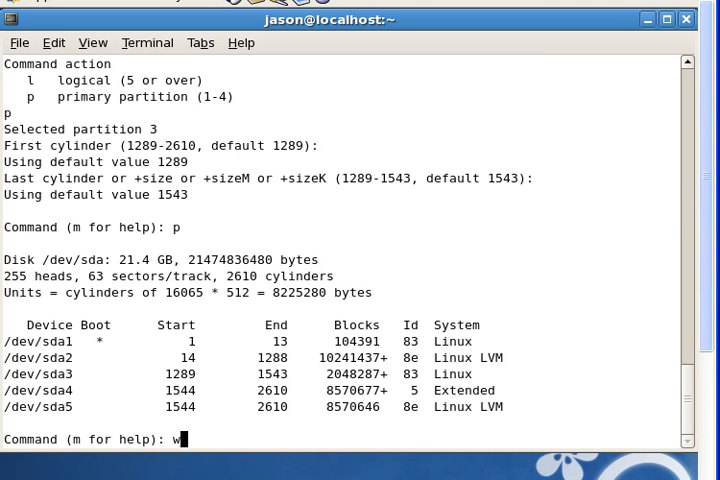 jason@localhost:~
File Edit View Terminal Tabs Help
Command action
   l   logical (5 or over)
   p   primary partition (1-4)
p
Selected partition 3
First cylinder (1289-2610, default 1289):
Using default value 1289
Last cylinder or +size or +sizeM or +sizeK (1289-1543, default 1543):
Using default value 1543
Command (m for help): p
Disk /dev/sda: 21.4 GB, 21474836480 bytes
255 heads, 63 sectors/track, 2610 cylinders
Units = cylinders of 16065 * 512 = 8225280 bytes
   Device Boot      Start         End      Blocks   Id  System
/dev/sda1   *           1          13      104391   83  Linux
/dev/sda2              14        1288    10241437+  8e  Linux LVM
/dev/sda3            1289        1543     2048287+  83  Linux
/dev/sda4            1544        2610     8570677+   5  Extended
/dev/sda5            1544        2610     8570646   8e  Linux LVM
Command (m for help): w